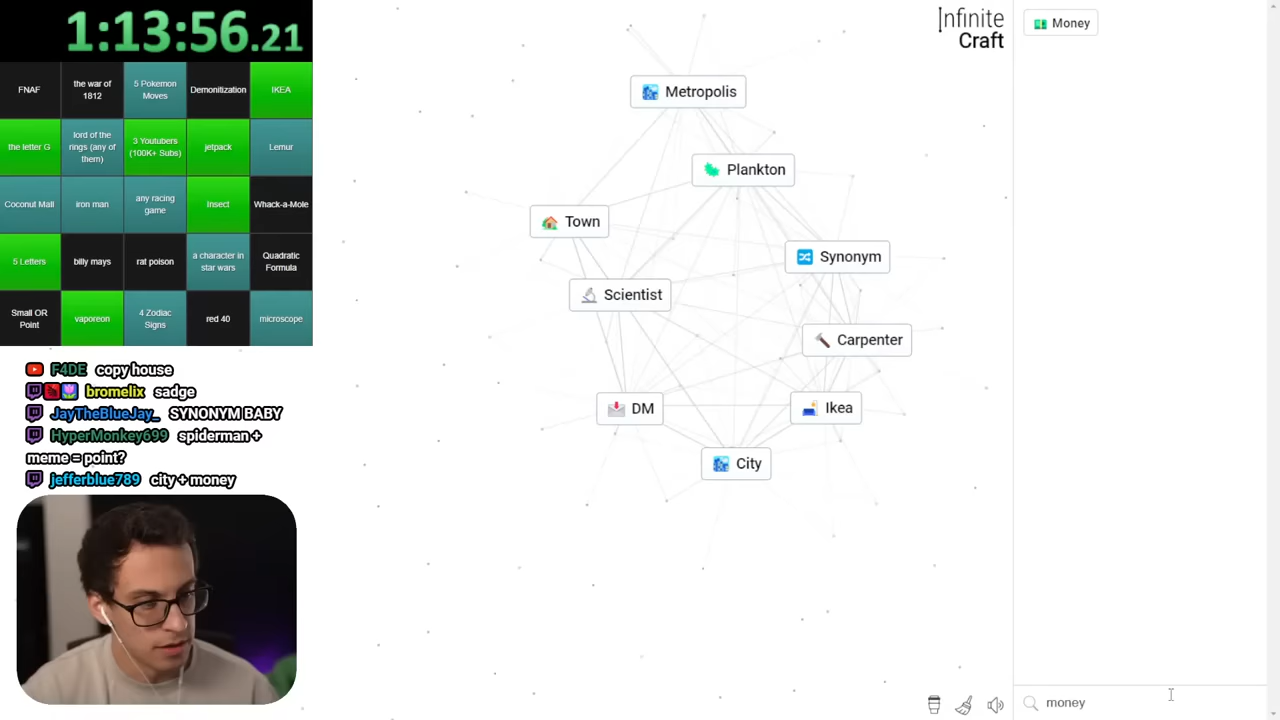 1:13:56.21
FNAF
the war of
1812
5 Pokemon
Moves
Demonitization
IKEA
the letter G
lord of the
rings (any of
them)
3 Youtubers
(100K+ Subs)
jetpack
Lemur
Coconut Mall
iron man
any racing
game
Insect
Whack-a-Mole
5 Letters
billy mays
rat poison
a character in
star wars
Quadratic
Formula
Small OR
Point
vaporeon
4 Zodiac
Signs
red 40
microscope
F4DE copy house
bromelix sadge
JayTheBlueJay_ SYNONYM BABY
HyperMonkey699 spiderman +
meme = point?
jefferblue789 city + money
Infinite
Craft
Metropolis
Plankton
Town
Synonym
Scientist
Carpenter
DM
Ikea
City
Money
money